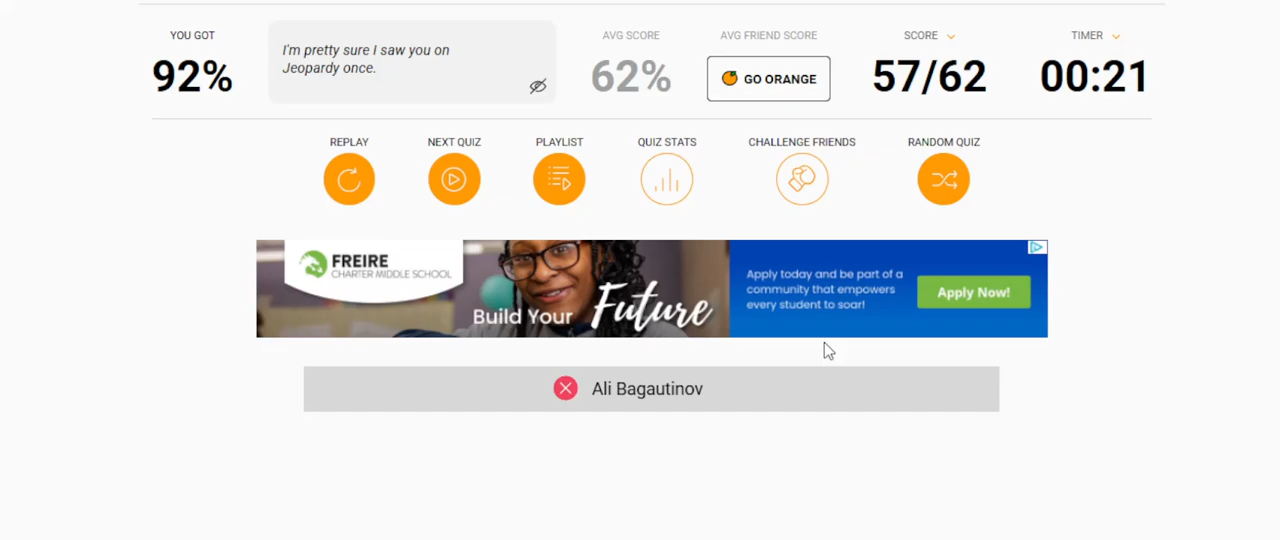 YOU GOT
92%
I'm pretty sure I saw you on
Jeopardy once.
AVG SCORE
62%
AVG FRIEND SCORE
GO ORANGE
SCORE
57/62
TIMER
00:21
REPLAY
NEXT QUIZ
PLAYLIST
QUIZ STATS
CHALLENGE FRIENDS
RANDOM QUIZ
FREIRE
CHARTER MIDDLE SCHOOL
Build Your Future
Apply today and be part of a
community that empowers
every student to soar!
Apply Now!
Ali Bagautinov